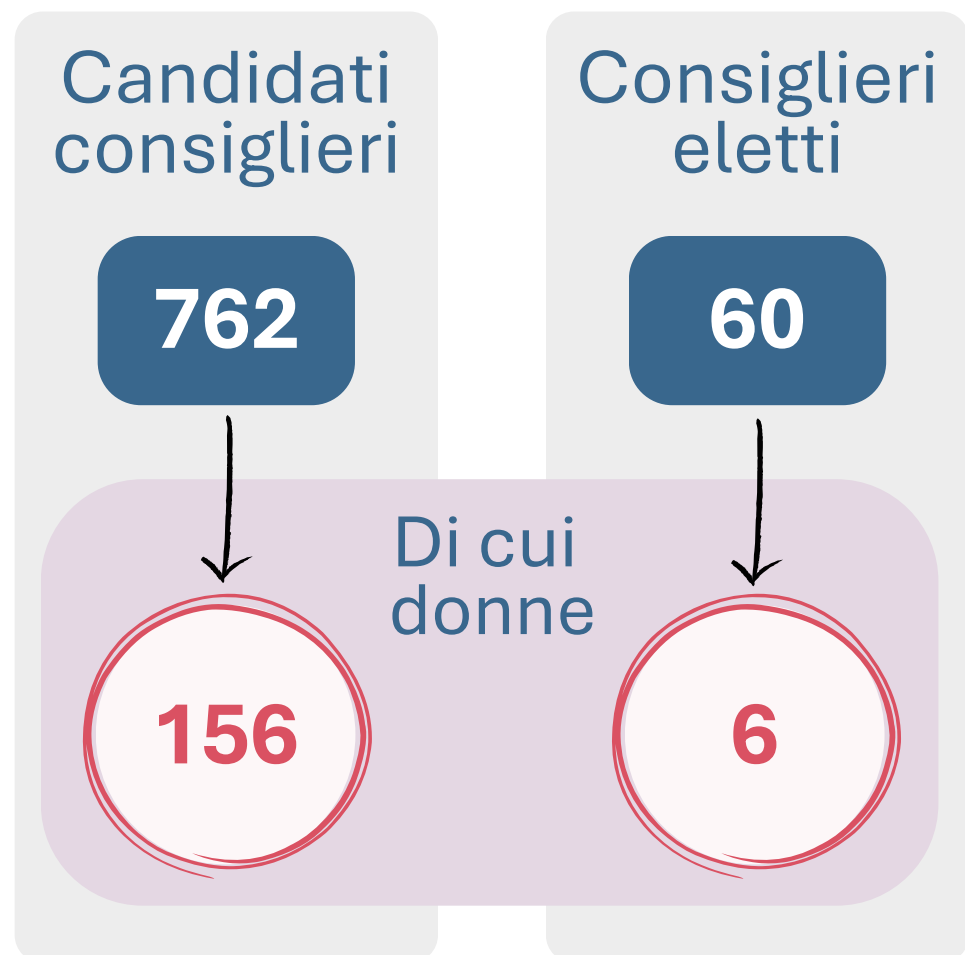 Candidati
consiglieri
762
Consiglieri
eletti
60
Di cui
donne
156
6